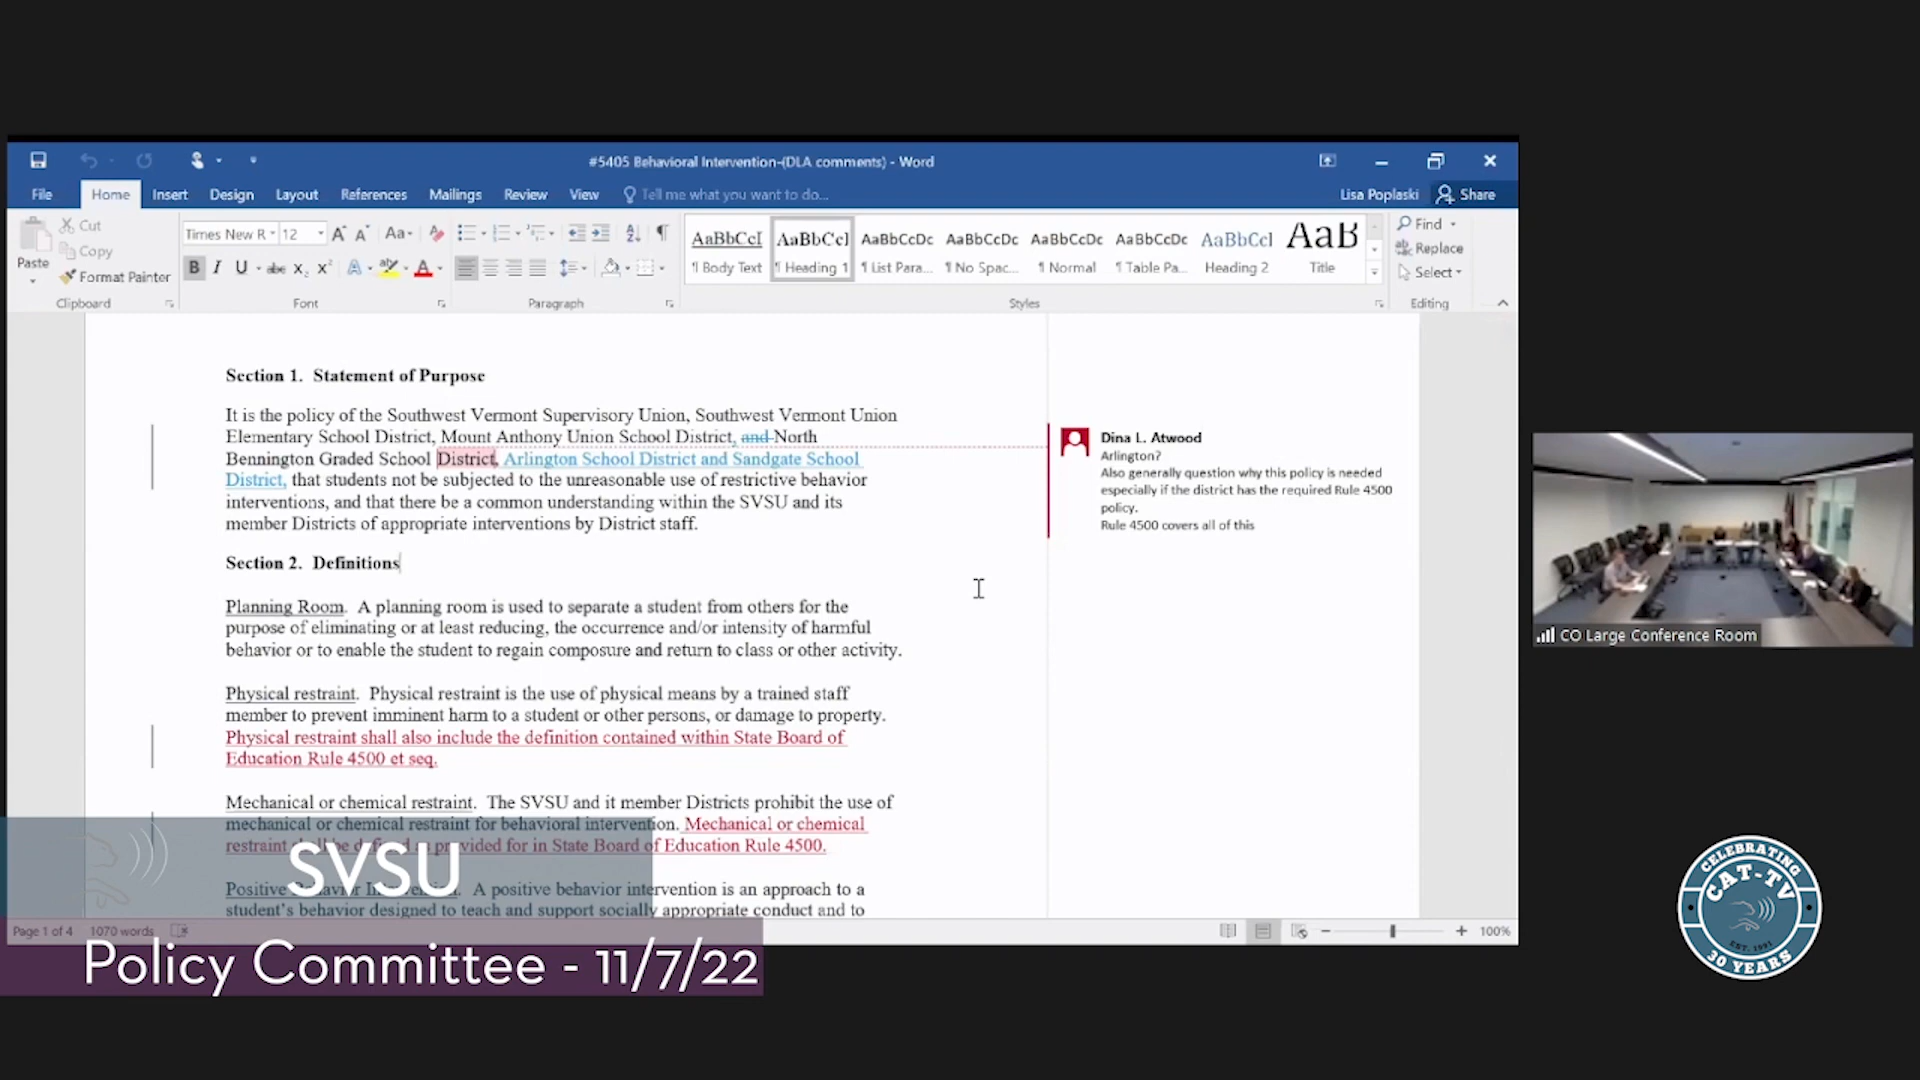 #5405 Behavioral Intervention-(DLA comments) - Word
File Home Insert Design Layout References Mailings Review View Tell me what you want to do... Lisa Poplaski Share
Cut
Copy
Format Painter
Paste
Clipboard
Times New R 12
Font
Paragraph
AaBbCcI AaBbCcI AaBbCcDc AaBbCcDc AaBbCcDc AaBbCcDc AaBbCcI AaB
¶ Body Text ¶ Heading 1 ¶ List Para... ¶ No Spac... ¶ Normal ¶ Table Pa... Heading 2 Title
Styles
Find
Replace
Select
Editing
Section 1. Statement of Purpose
It is the policy of the Southwest Vermont Supervisory Union, Southwest Vermont Union
Elementary School District, Mount Anthony Union School District, and North
Bennington Graded School District, Arlington School District and Sandgate School
District, that students not be subjected to the unreasonable use of restrictive behavior
interventions, and that there be a common understanding within the SVSU and its
member Districts of appropriate interventions by District staff.
Section 2. Definitions
Planning Room. A planning room is used to separate a student from others for the
purpose of eliminating or at least reducing, the occurrence and/or intensity of harmful
behavior or to enable the student to regain composure and return to class or other activity.
Physical restraint. Physical restraint is the use of physical means by a trained staff
member to prevent imminent harm to a student or other persons, or damage to property.
Physical restraint shall also include the definition contained within State Board of
Education Rule 4500 et seq.
Mechanical or chemical restraint. The SVSU and it member Districts prohibit the use of
mechanical or chemical restraint for behavioral intervention. Mechanical or chemical
restraint shall be defined as provided for in State Board of Education Rule 4500.
Positive Behavior Intervention. A positive behavior intervention is an approach to a
student's behavior designed to teach and support socially appropriate conduct and to
Dina L. Atwood
Arlington?
Also generally question why this policy is needed
especially if the district has the required Rule 4500
policy.
Rule 4500 covers all of this
Page 1 of 4 1070 words
100%
CO Large Conference Room
SVSU
Policy Committee - 11/7/22
CELEBRATING
CAT-TV
EST. 1991
30 YEARS